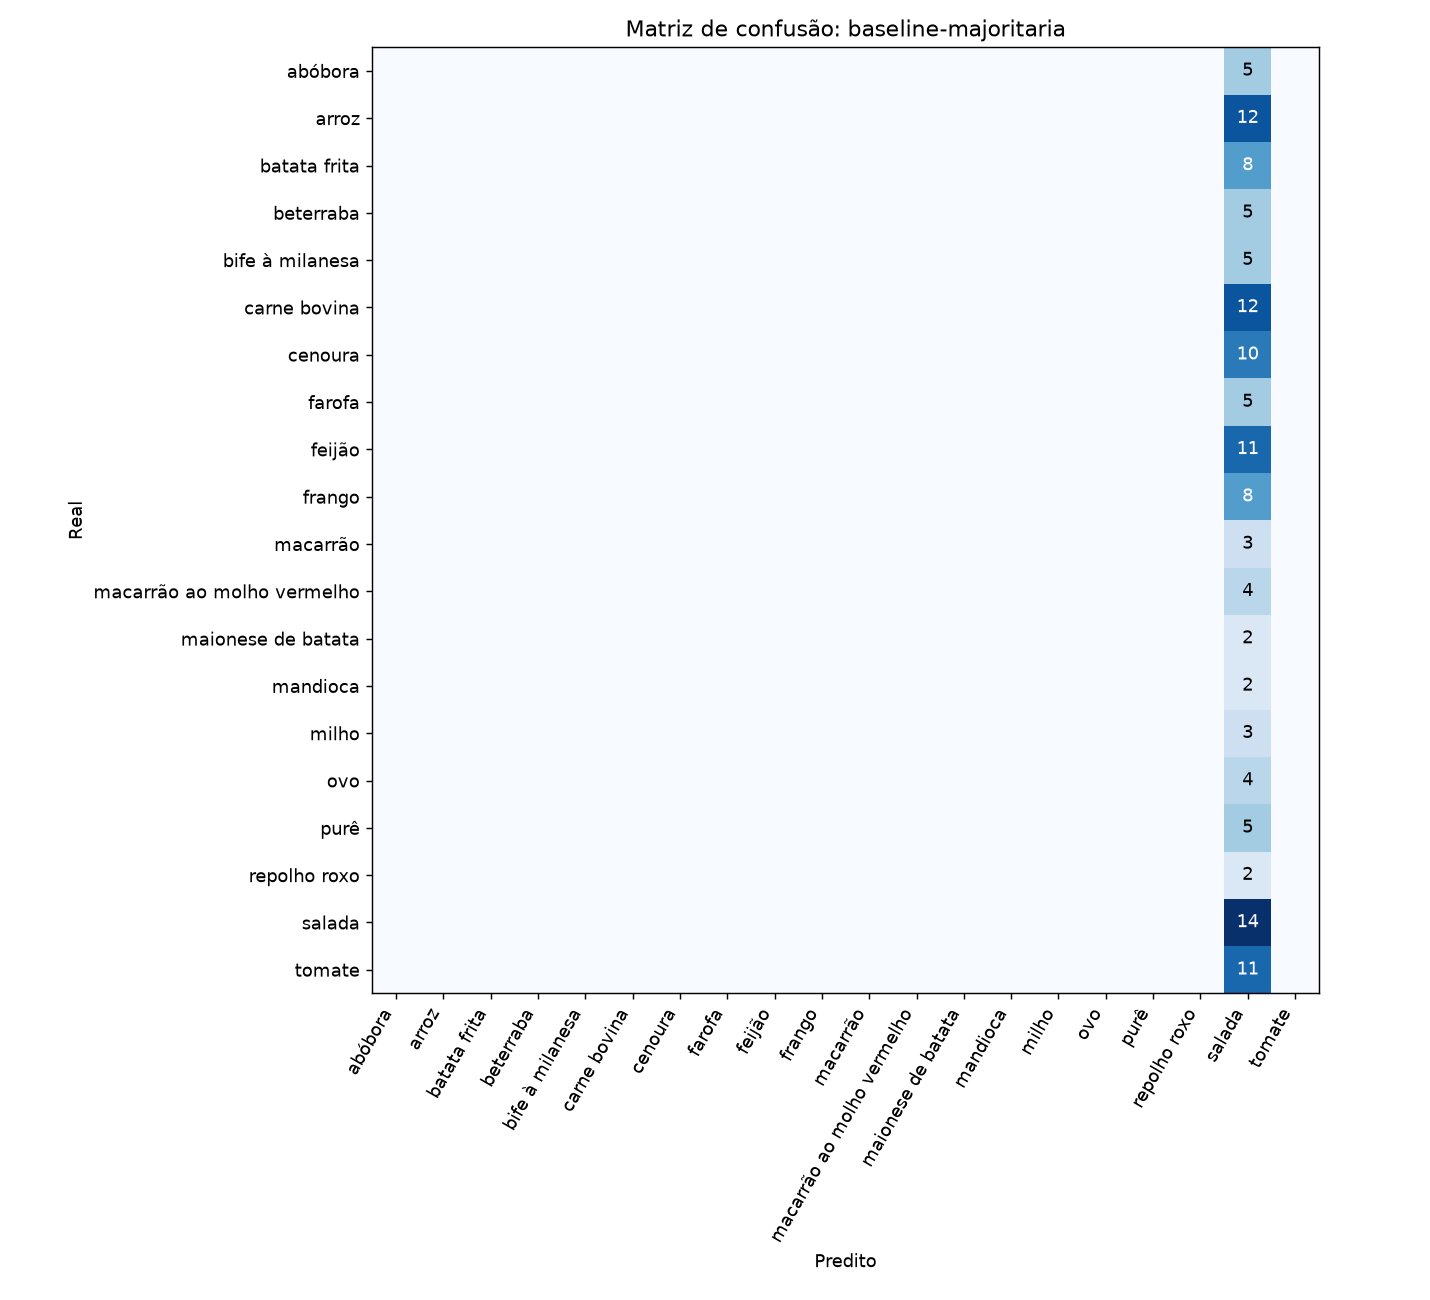 Matriz de confusão: baseline-majoritaria
abóbora 5
arroz 12
batata frita 8
beterraba 5
bife à milanesa 5
carne bovina 12
cenoura 10
farofa 5
feijão 11
frango 8
macarrão 3
macarrão ao molho vermelho 4
maionese de batata 2
mandioca 2
milho 3
ovo 4
purê 5
repolho roxo 2
salada 14
tomate 11
Real
abóbora
arroz
batata frita
beterraba
bife à milanesa
carne bovina
cenoura
farofa
feijão
frango
macarrão
macarrão ao molho vermelho
maionese de batata
mandioca
milho
ovo
purê
repolho roxo
salada
tomate
Predito